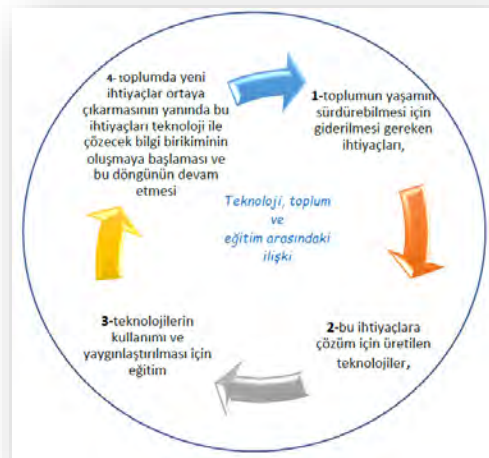 4- toplumda yeni
ihtiyaçlar ortaya
çıkarmasının yanında bu
ihtiyaçları teknoloji ile
çözecek bilgi birikiminin
oluşmaya başlaması ve
bu döngünün devam
etmesi
1-toplumun yaşamın
sürdürebilmesi için
giderilmesi gereken
ihtiyaçları,
Teknoloji, toplum
ve
eğitim arasındaki
ilişki
2-bu ihtiyaçlara
çözüm için üretilen
teknolojiler,
3-teknolojilerin
kullanımı ve
yaygınlaştırılması için
eğitim